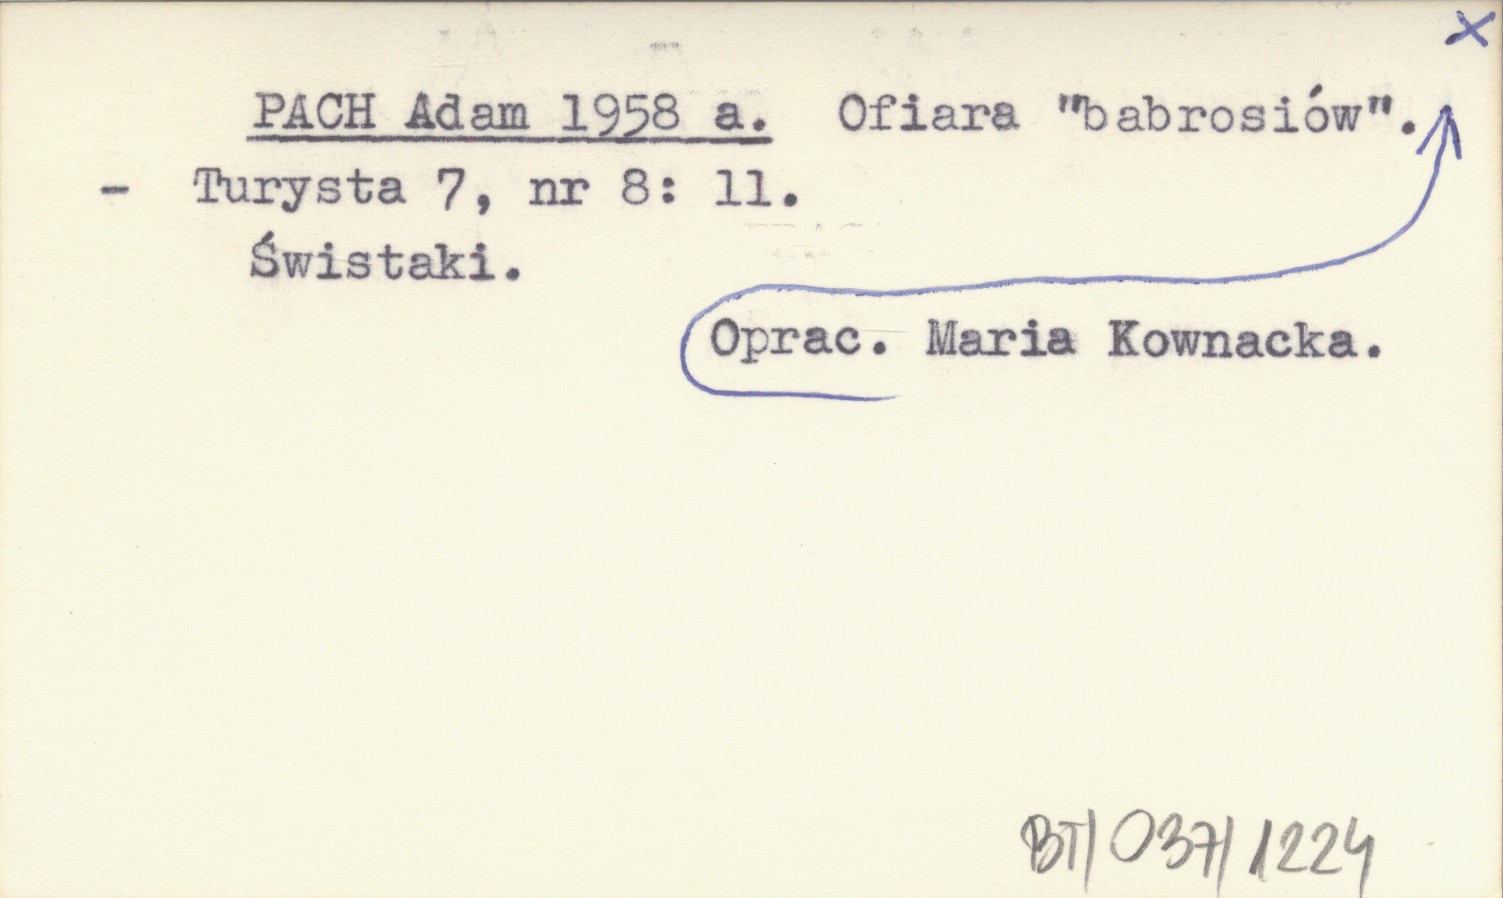 x
PACH Adam 1958 a. Ofiara "babrosiów".
- Turysta 7, nr 8: 11.
Świstaki.
Oprac. Maria Kownacka.
BT/037/1224